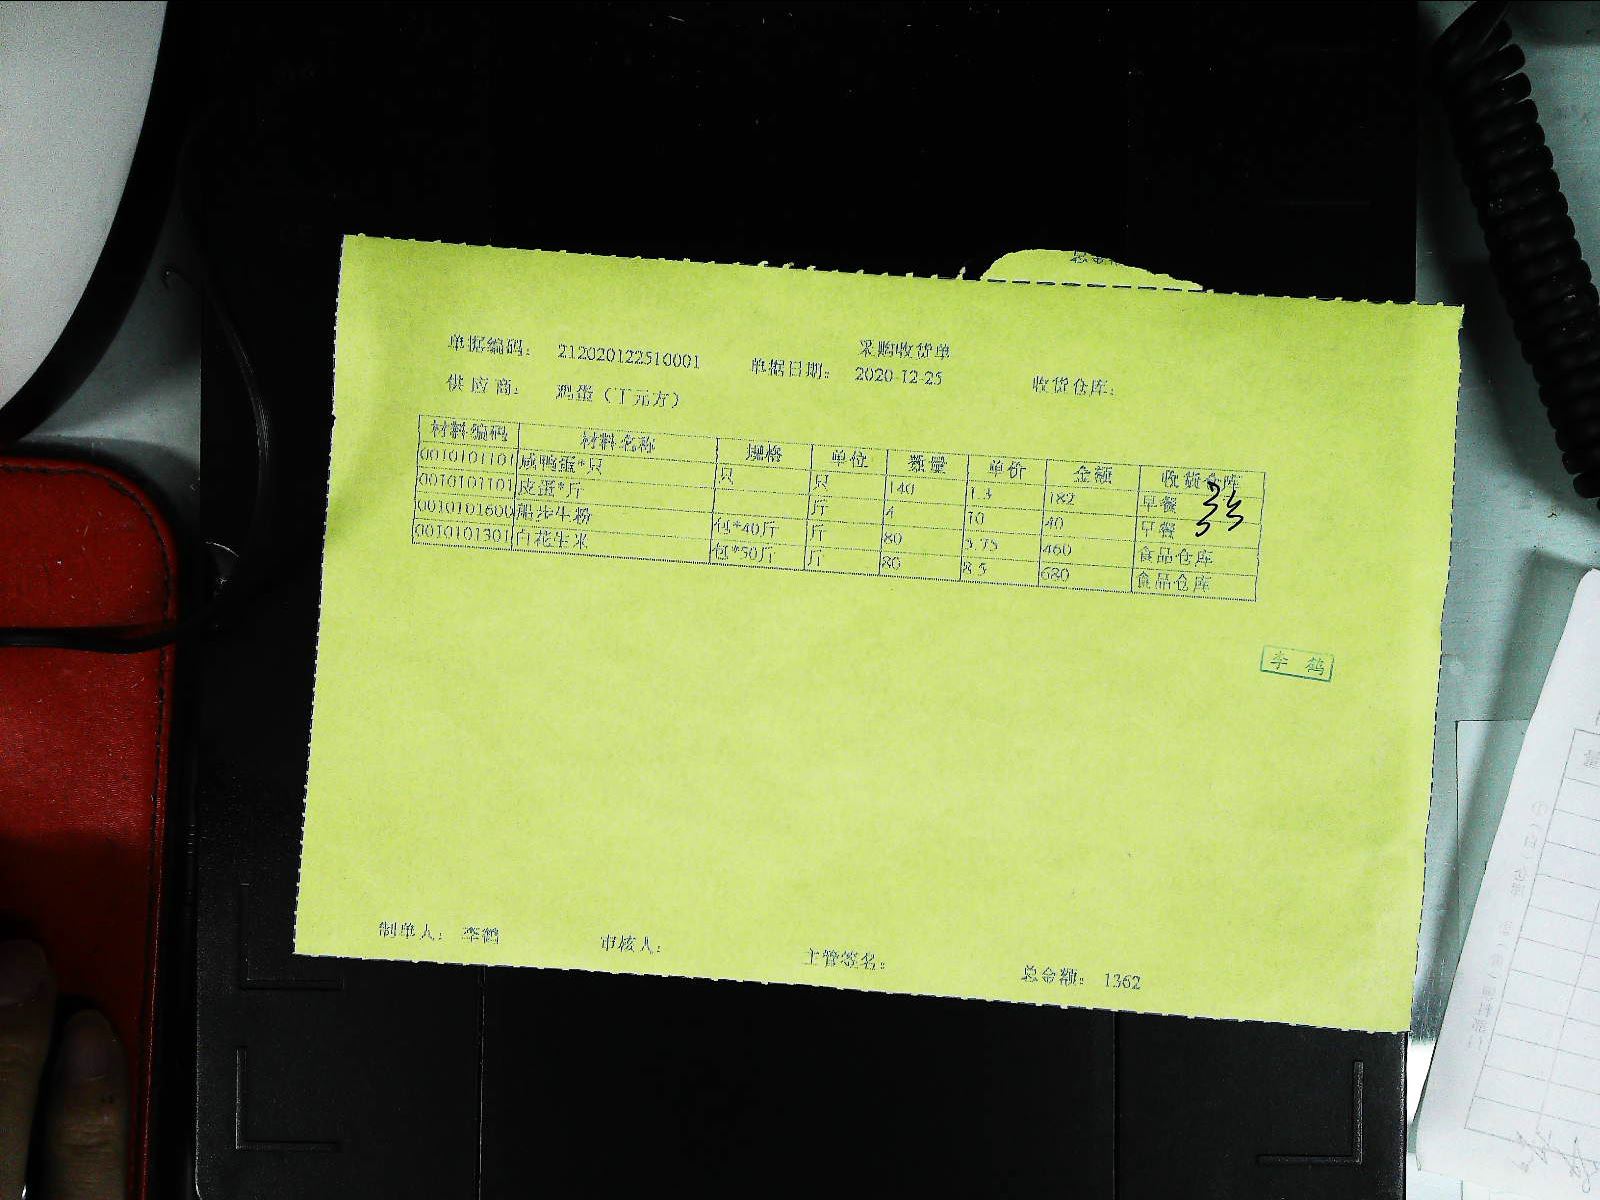 采购收货单
单据编码: 212020122510001 单据日期: 2020-12-25 收货仓库:
供应商: 鸡蛋(丁元方)
材料编码 材料名称 规格 单位 数量 单价 金额 收货仓库
0010101101 咸鸭蛋*只 只 只 140 1.3 182 早餐
0010101101 皮蛋*斤 斤 4 10 40 早餐
0010101600 船步生粉 包*40斤 斤 80 5.75 460 食品仓库
0010101301 白花生米 包*50斤 斤 80 8.5 680 食品仓库
李 鹤
制单人: 李鹤 审核人: 主管签名: 总金额: 1362